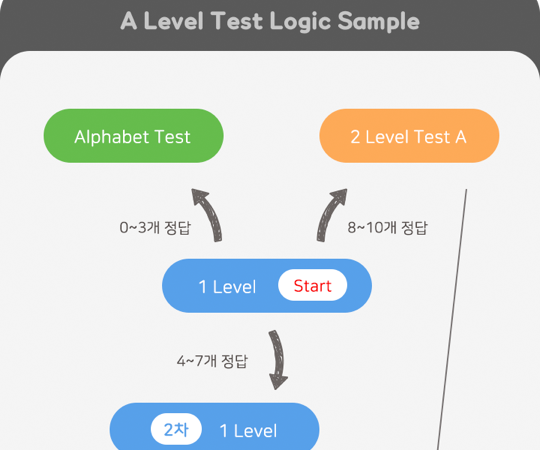 A Level Test Logic Sample
Alphabet Test
2 Level Test A
0~3개 정답
8~10개 정답
1 Level Start
4~7개 정답
2차 1 Level